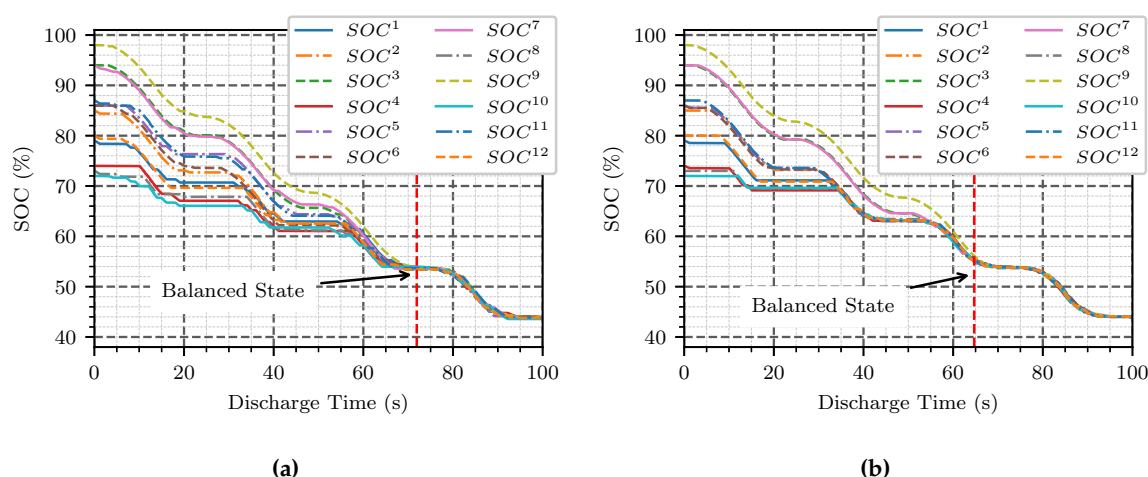 100
90
80
70
60
50
40
SOC (%)
0 20 40 60 80 100
Discharge Time (s)
SOC¹ SOC⁷
SOC² SOC⁸
SOC³ SOC⁹
SOC⁴ SOC¹⁰
SOC⁵ SOC¹¹
SOC⁶ SOC¹²
Balanced State
(a)
100
90
80
70
60
50
40
SOC (%)
0 20 40 60 80 100
Discharge Time (s)
SOC¹ SOC⁷
SOC² SOC⁸
SOC³ SOC⁹
SOC⁴ SOC¹⁰
SOC⁵ SOC¹¹
SOC⁶ SOC¹²
Balanced State
(b)